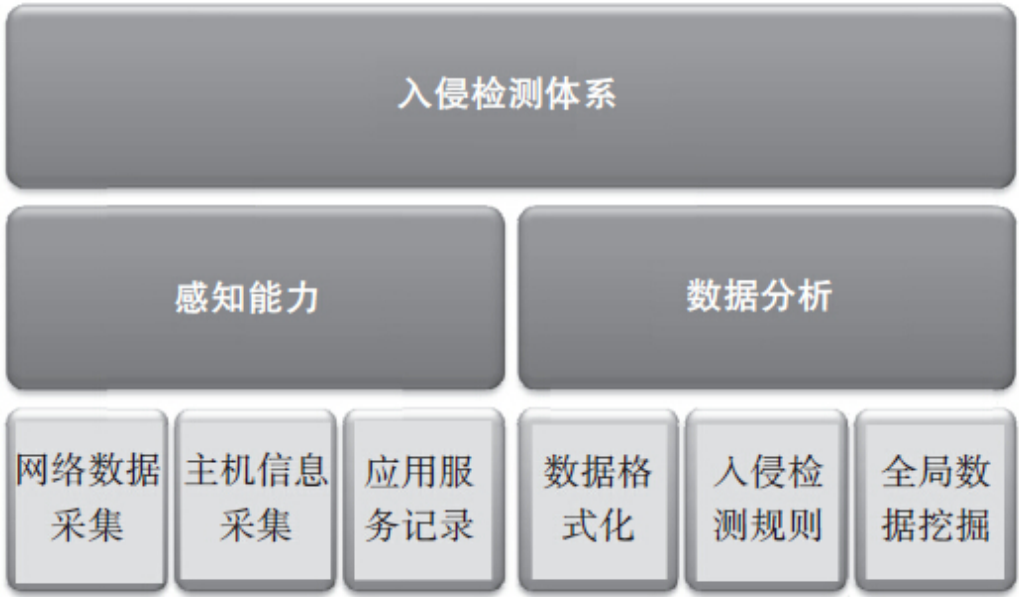 入侵检测体系
感知能力
数据分析
网络数据
采集
主机信息
采集
应用服
务记录
数据格
式化
入侵检
测规则
全局数
据挖掘